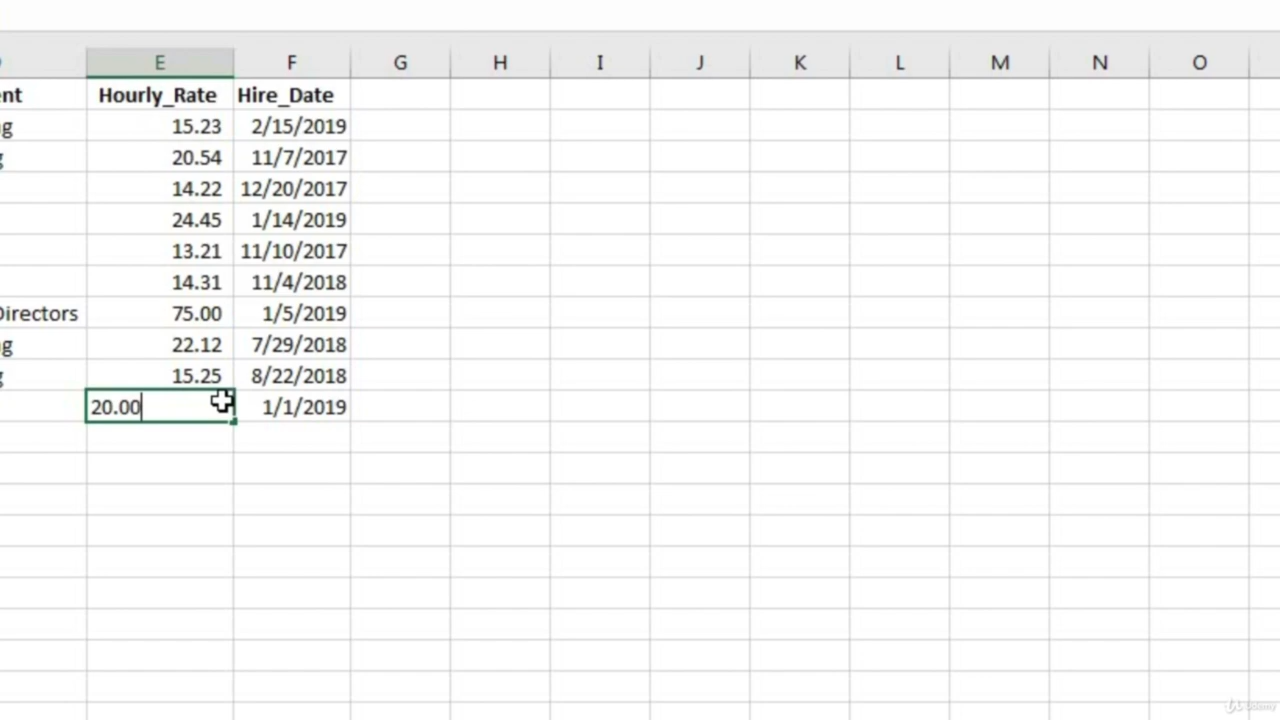 E F G H I J K L M N O
ent Hourly_Rate Hire_Date
g 15.23 2/15/2019
g 20.54 11/7/2017
14.22 12/20/2017
24.45 1/14/2019
13.21 11/10/2017
14.31 11/4/2018
Directors 75.00 1/5/2019
g 22.12 7/29/2018
g 15.25 8/22/2018
20.00 1/1/2019
Udemy